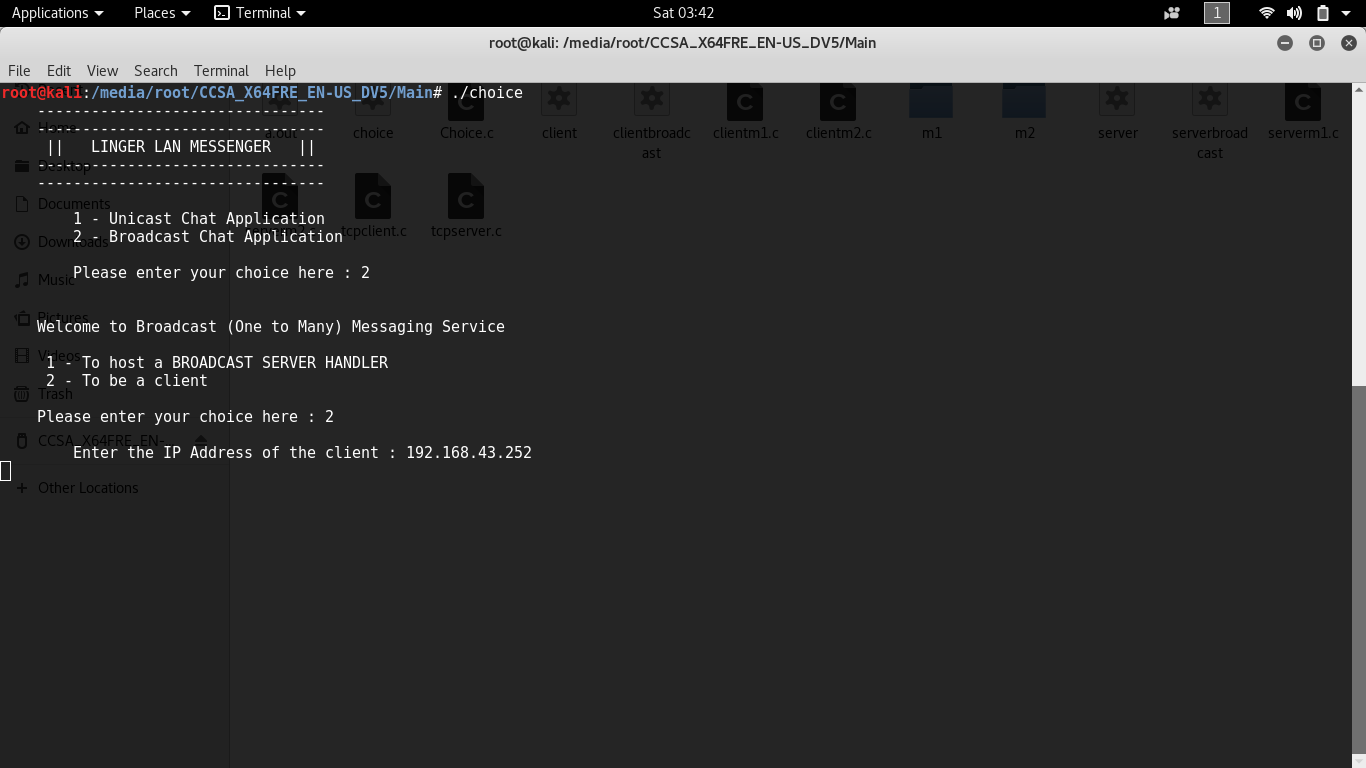 Applications Places Terminal Sat 03:42 1
root@kali: /media/root/CCSA_X64FRE_EN-US_DV5/Main
File Edit View Search Terminal Help
root@kali:/media/root/CCSA_X64FRE_EN-US_DV5/Main# ./choice
--------------------------------
--------------------------------
|| LINGER LAN MESSENGER ||
--------------------------------
--------------------------------
1 - Unicast Chat Application
2 - Broadcast Chat Application
Please enter your choice here : 2
Welcome to Broadcast (One to Many) Messaging Service
1 - To host a BROADCAST SERVER HANDLER
2 - To be a client
Please enter your choice here : 2
Enter the IP Address of the client : 192.168.43.252
Home
Desktop
Documents
Downloads
Music
Pictures
Videos
Trash
CCSA_X64FRE_EN-...
Other Locations
a.out choice Choice.c client clientbroadcast clientm1.c clientm2.c m1 m2 server serverbroadcast serverm1.c
tcpclient.c tcpserver.c